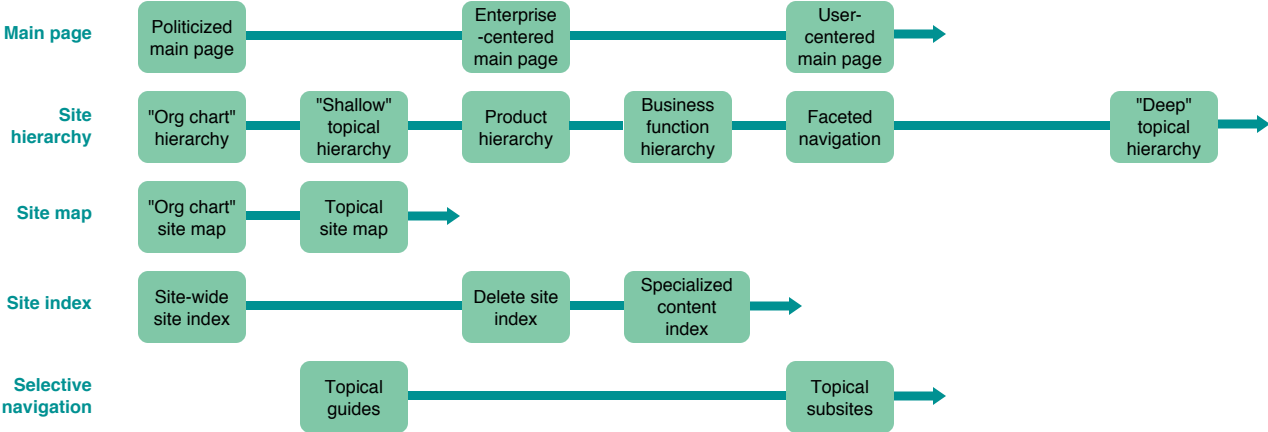 Main page
Politicized
main page
Enterprise
-centered
main page
User-
centered
main page
Site
hierarchy
"Org chart"
hierarchy
"Shallow"
topical
hierarchy
Product
hierarchy
Business
function
hierarchy
Faceted
navigation
"Deep"
topical
hierarchy
Site map
"Org chart"
site map
Topical
site map
Site index
Site-wide
site index
Delete site
index
Specialized
content
index
Selective
navigation
Topical
guides
Topical
subsites